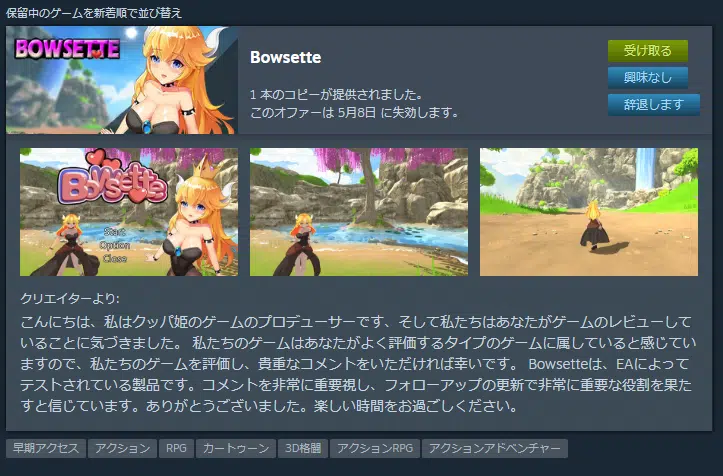 保留中のゲームを新着順で並び替え
BOWSETTE
Bowsette
受け取る
1 本のコピーが提供されました。
興味なし
このオファーは 5月8日 に失効します。
辞退します
Bowsette
Start
Option
Close
クリエイターより:
こんにちは、私はクッパ姫のゲームのプロデューサーです、そして私たちはあなたがゲームのレビューして
いることに気づきました。 私たちのゲームはあなたがよく評価するタイプのゲームに属していると感じてい
ますので、私たちのゲームを評価し、貴重なコメントをいただければ幸いです。 Bowsetteは、EAによって
テストされている製品です。コメントを非常に重要視し、フォローアップの更新で非常に重要な役割を果た
すと信じています。ありがとうございました。楽しい時間をお過ごしください。
早期アクセス アクション RPG カートゥーン 3D格闘 アクションRPG アクションアドベンチャー